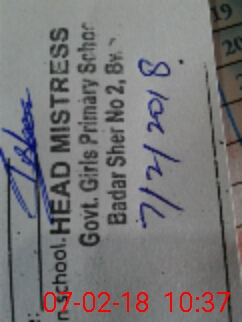 HEAD MISTRESS
Govt. Girls Primary School
Badar Sher No 2, Bw.
7/2/2018.
n School.
19
20
07-02-18 10:37